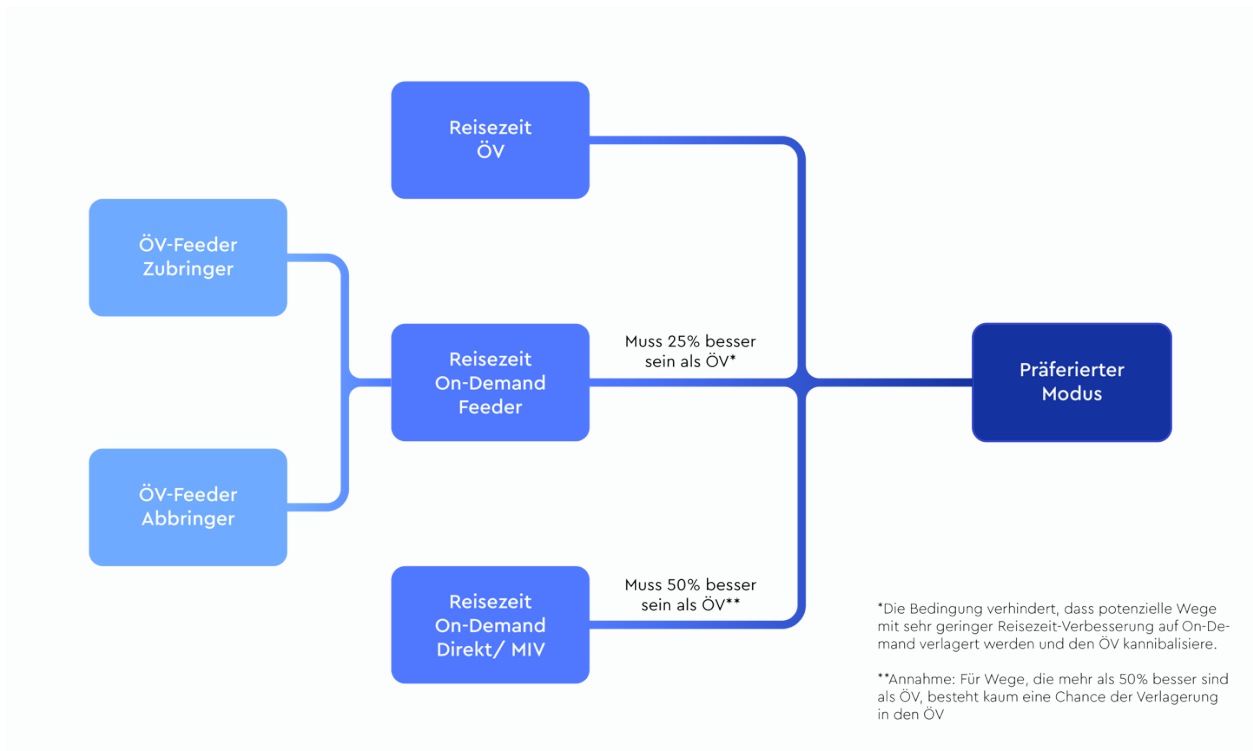 Reisezeit
ÖV
ÖV-Feeder
Zubringer
Muss 25% besser
sein als ÖV*
Reisezeit
On-Demand
Feeder
Präferierter
Modus
ÖV-Feeder
Abbringer
Muss 50% besser
sein als ÖV**
Reisezeit
On-Demand
Direkt/ MIV
*Die Bedingung verhindert, dass potenzielle Wege
mit sehr geringer Reisezeit-Verbesserung auf On-De-
mand verlagert werden und den ÖV kannibalisiere.
**Annahme: Für Wege, die mehr als 50% besser sind
als ÖV, besteht kaum eine Chance der Verlagerung
in den ÖV